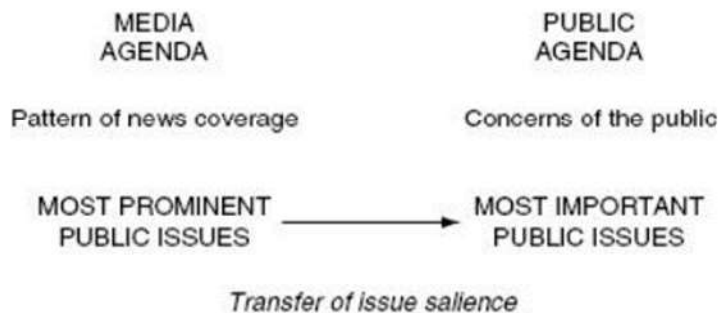 MEDIA
AGENDA
PUBLIC
AGENDA
Pattern of news coverage
Concerns of the public
MOST PROMINENT
PUBLIC ISSUES
MOST IMPORTANT
PUBLIC ISSUES
Transfer of issue salience